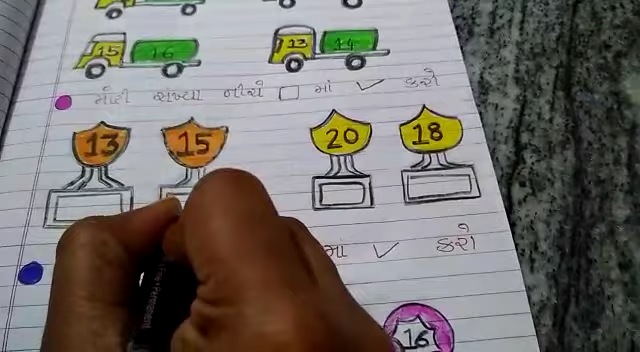 15 16 13 14
મોટી સંખ્યા નીચે માં ✓ કરો
13 15 20 18
માં ✓ કરો
16